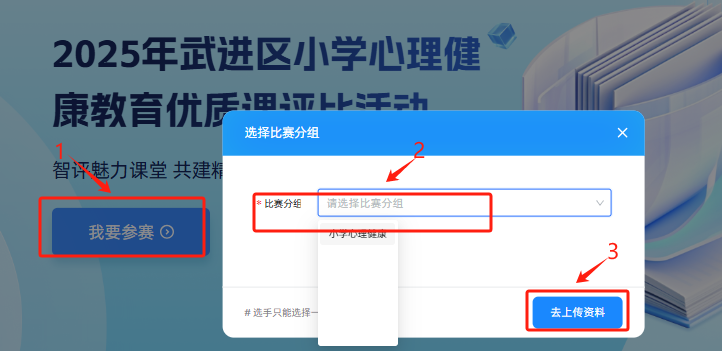 2025年武进区小学心理健
康教育优质课评比活动
智评魅力课堂 共建精
1
我要参赛
选择比赛分组
2
* 比赛分组
请选择比赛分组
小学心理健康
3
# 选手只能选择一
去上传资料